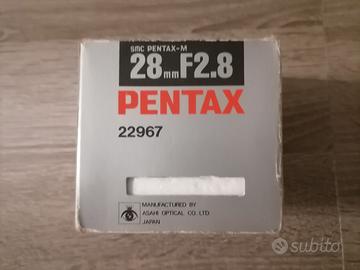 smc PENTAX-M
28mm F2.8
PENTAX
22967
MANUFACTURED BY
ASAHI OPTICAL CO. LTD
JAPAN
subito